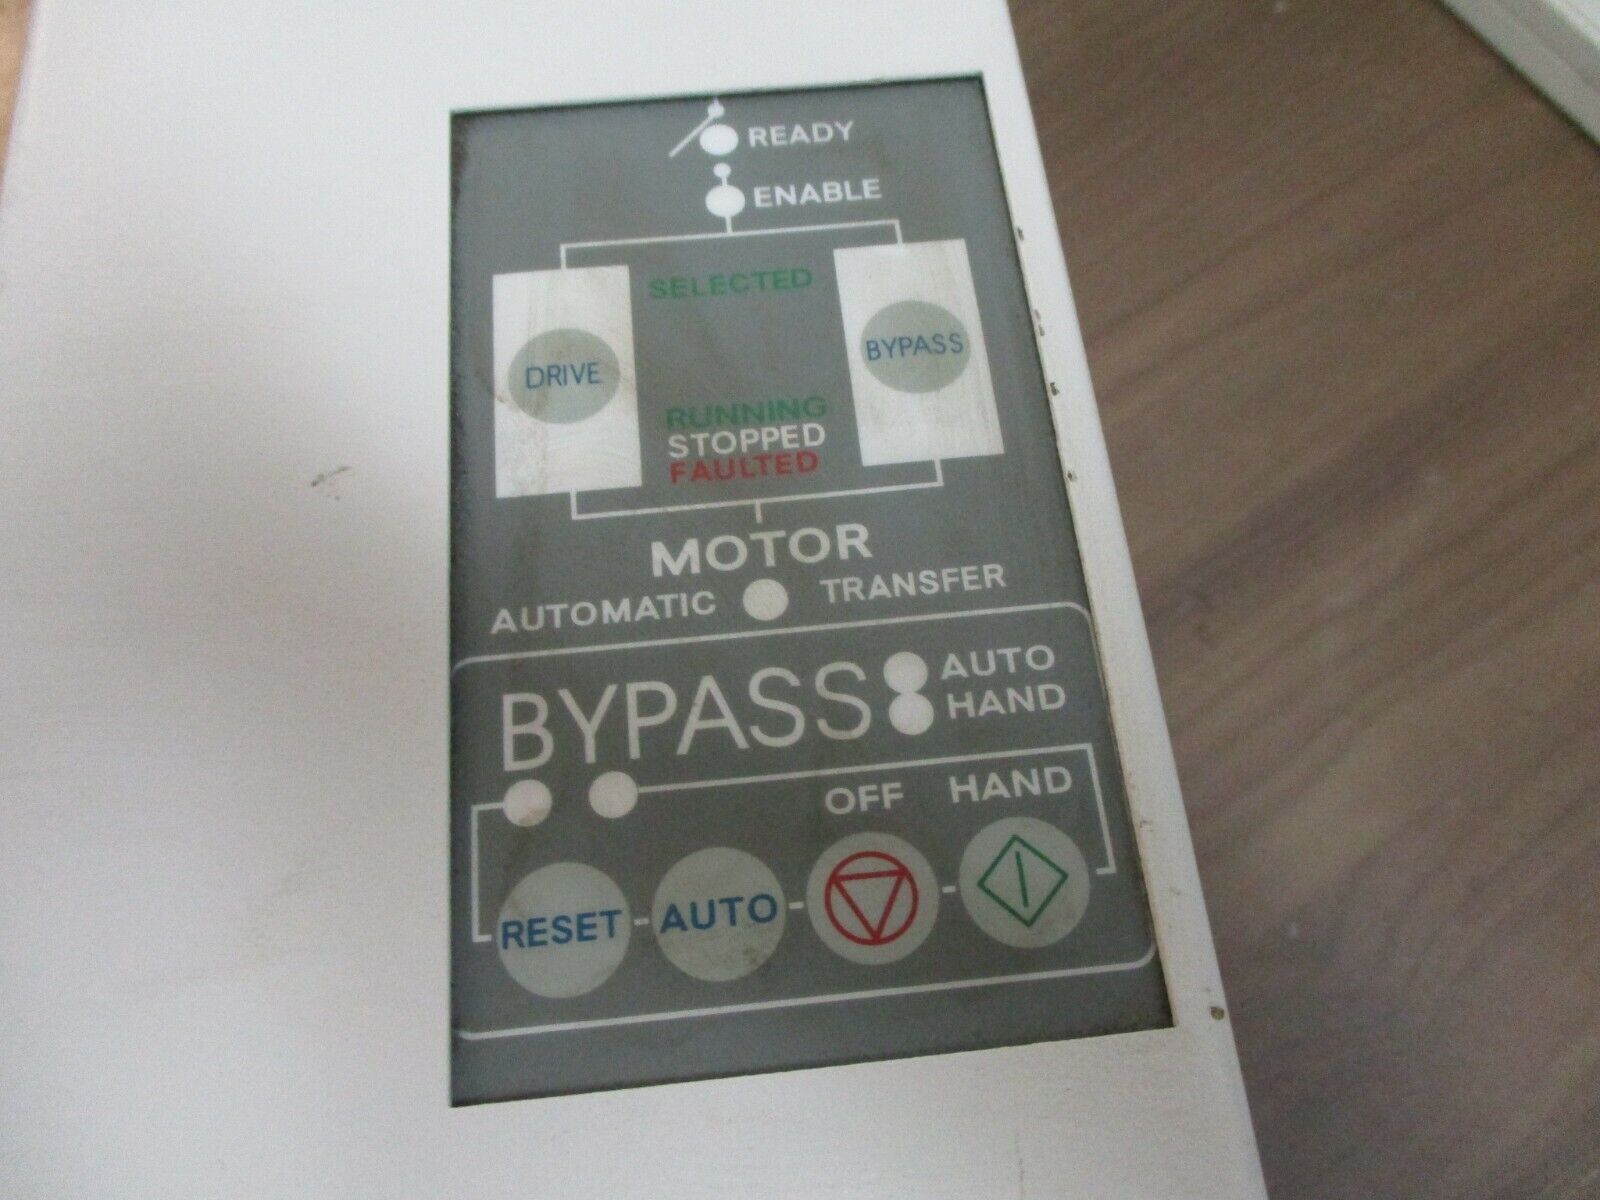 READY
ENABLE
SELECTED
DRIVE
BYPASS
RUNNING
STOPPED
FAULTED
MOTOR
AUTOMATIC TRANSFER
BYPASS
AUTO
HAND
OFF HAND
RESET AUTO